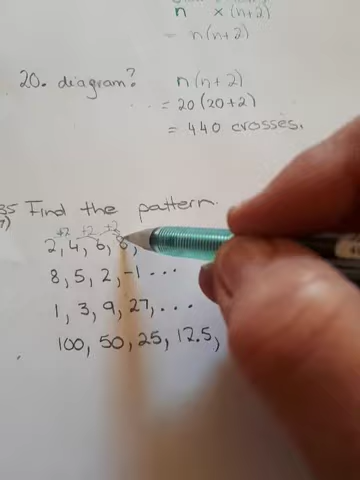 n × (n+2)
= n(n+2)
20. diagram? n(n+2)
= 20(20+2)
= 440 crosses.
35 Find the pattern.
+2 +2 +2
2, 4, 6, 8,
8, 5, 2, -1 ...
1, 3, 9, 27, ...
100, 50, 25, 12.5,